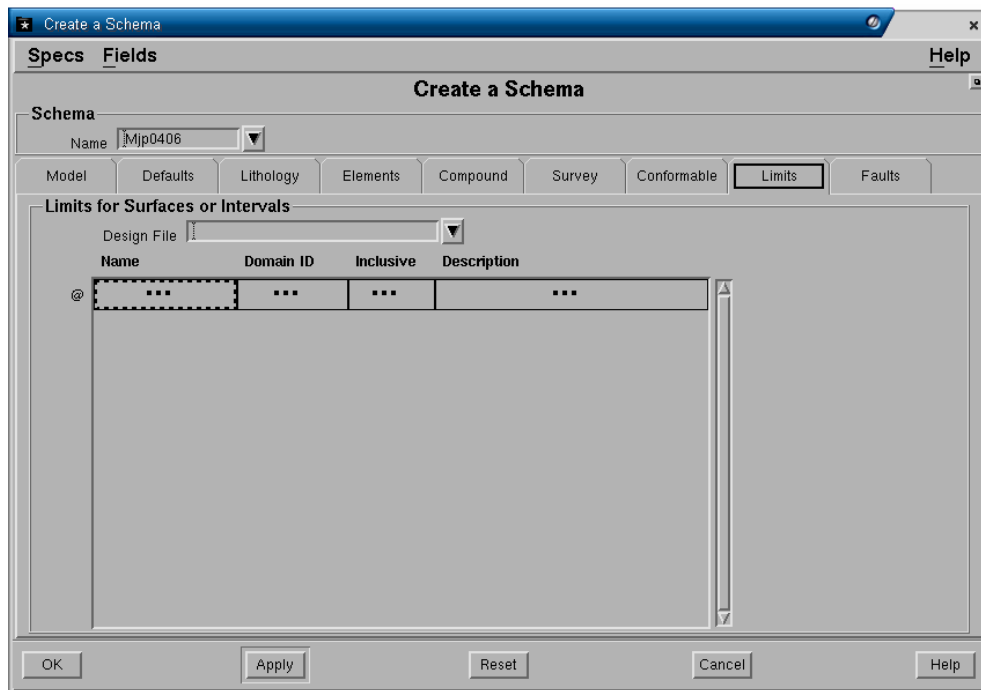 Create a Schema
Specs Fields Help
Create a Schema
Schema
Name Mjp0406
Model Defaults Lithology Elements Compound Survey Conformable Limits Faults
Limits for Surfaces or Intervals
Design File
Name Domain ID Inclusive Description
@ ... ... ... ...
OK Apply Reset Cancel Help